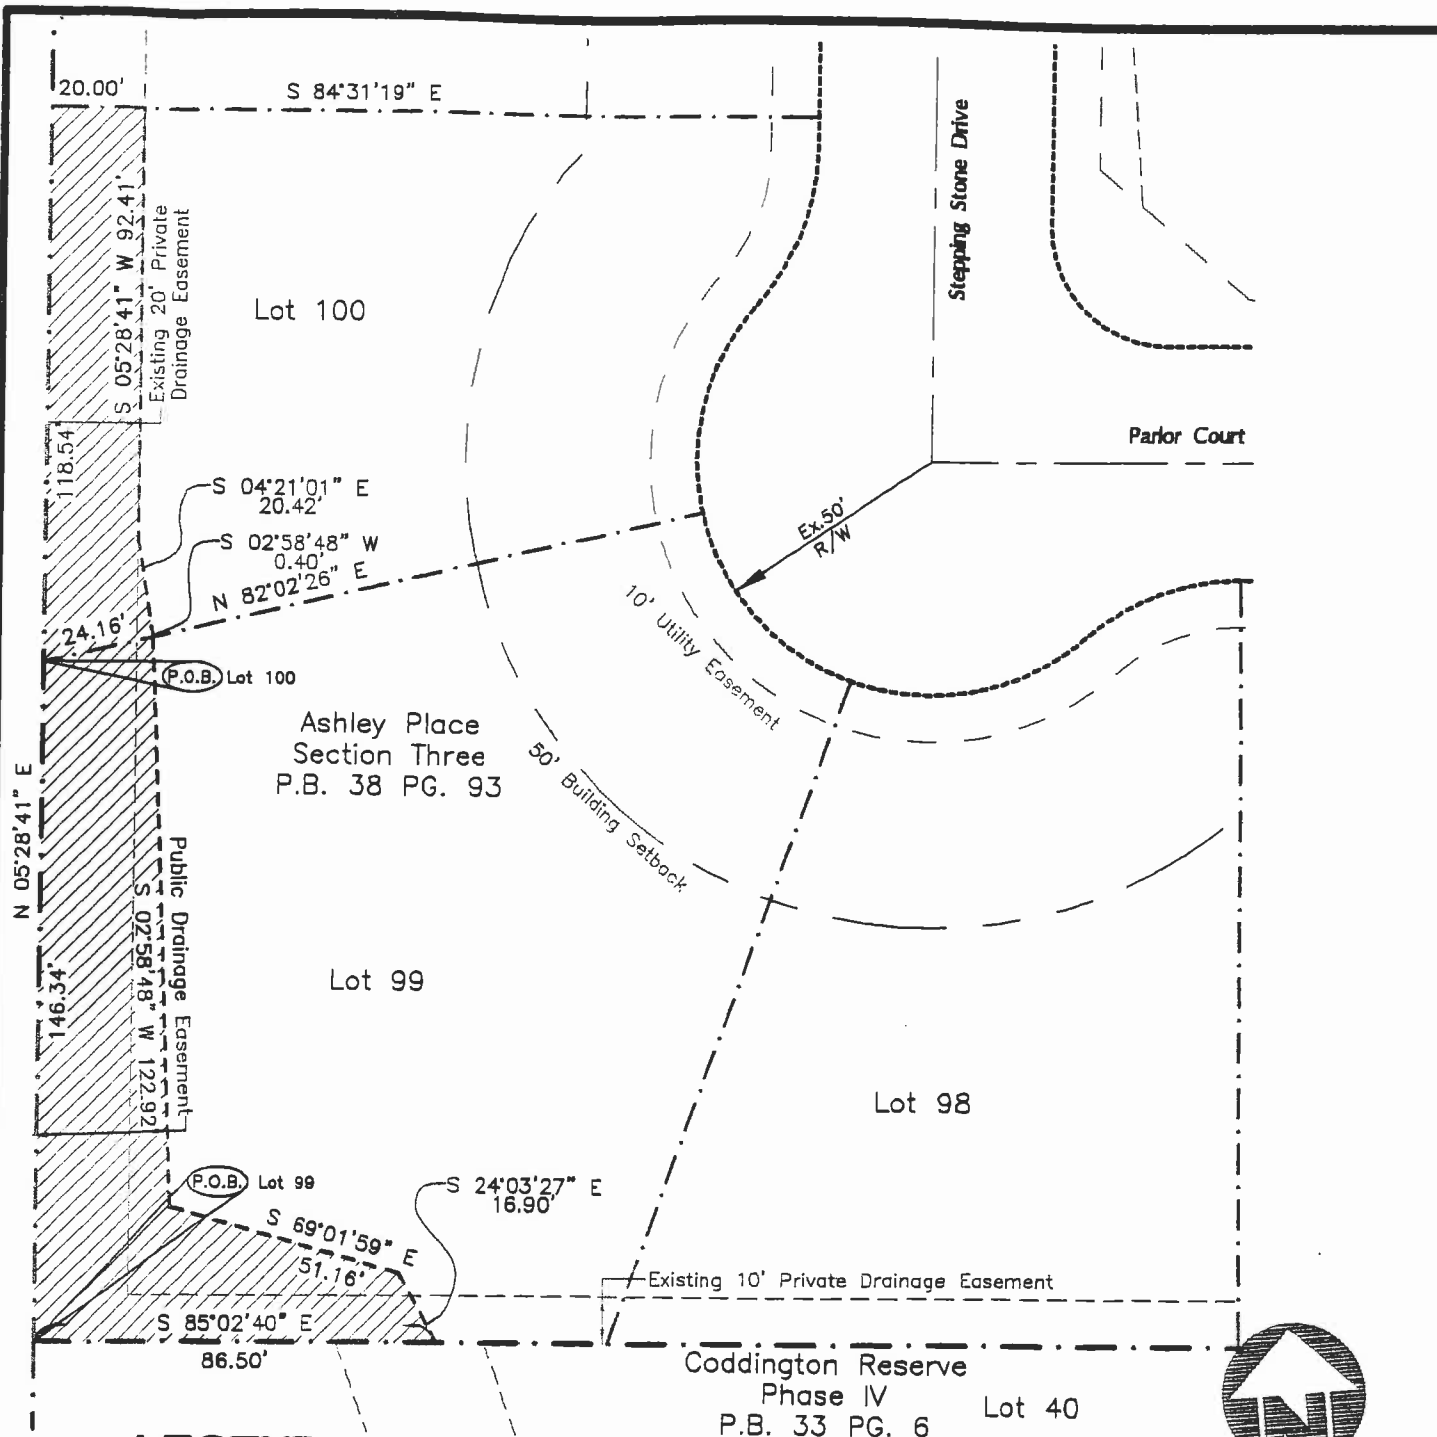 20.00'
S 84°31'19" E
Stepping Stone Drive
S 05°28'41" W 92.41'
Existing 20' Private
Drainage Easement
Lot 100
118.54'
Parlor Court
S 04°21'01" E
20.42'
S 02°58'48" W
0.40'
N 82°02'26" E
Ex.50'
R/W
24.16'
P.O.B. Lot 100
10' Utility Easement
Ashley Place
Section Three
P.B. 38 PG. 93
50' Building Setback
N 05°28'41" E
Public Drainage Easement
S 02°58'48" W 122.92'
146.34'
Lot 99
Lot 98
P.O.B. Lot 99
S 24°03'27" E
16.90'
S 69°01'59" E
51.16'
Existing 10' Private Drainage Easement
S 85°02'40" E
86.50'
Coddington Reserve
Phase IV
P.B. 33 PG. 6
Lot 40
N